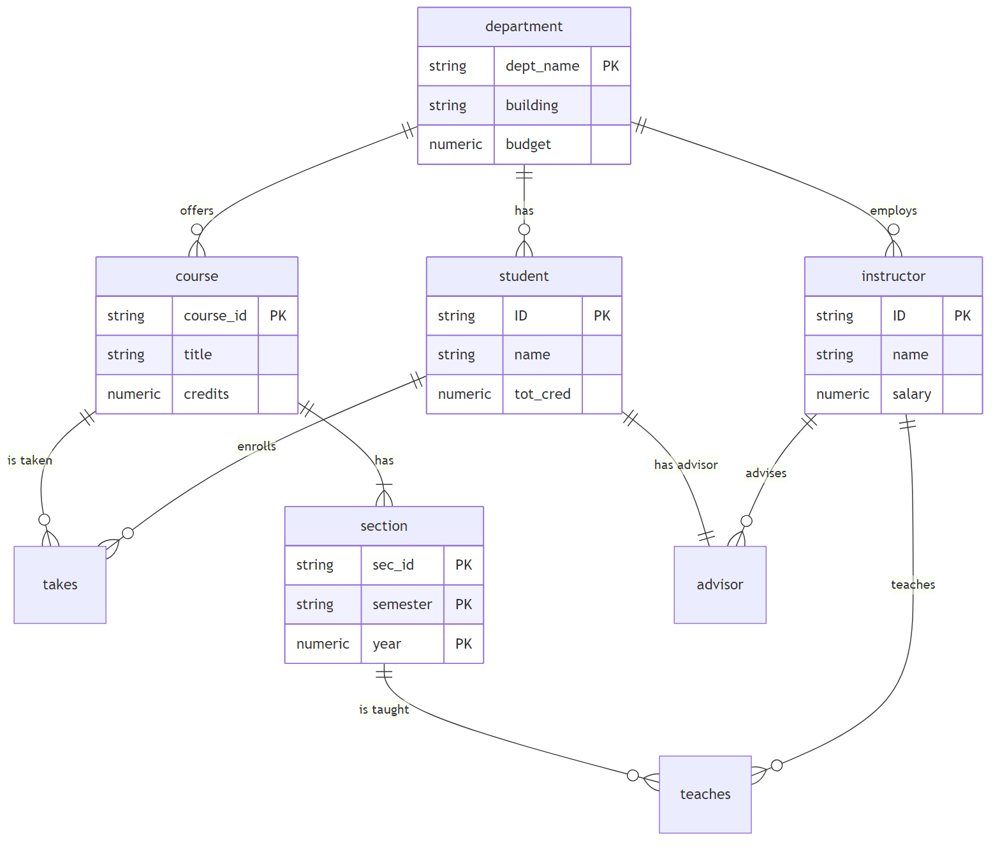 department
string dept_name PK
string building
numeric budget
offers
has
employs
course
string course_id PK
string title
numeric credits
student
string ID PK
string name
numeric tot_cred
instructor
string ID PK
string name
numeric salary
is taken
enrolls
has
has advisor
advises
section
string sec_id PK
string semester PK
numeric year PK
takes
advisor
teaches
is taught
teaches